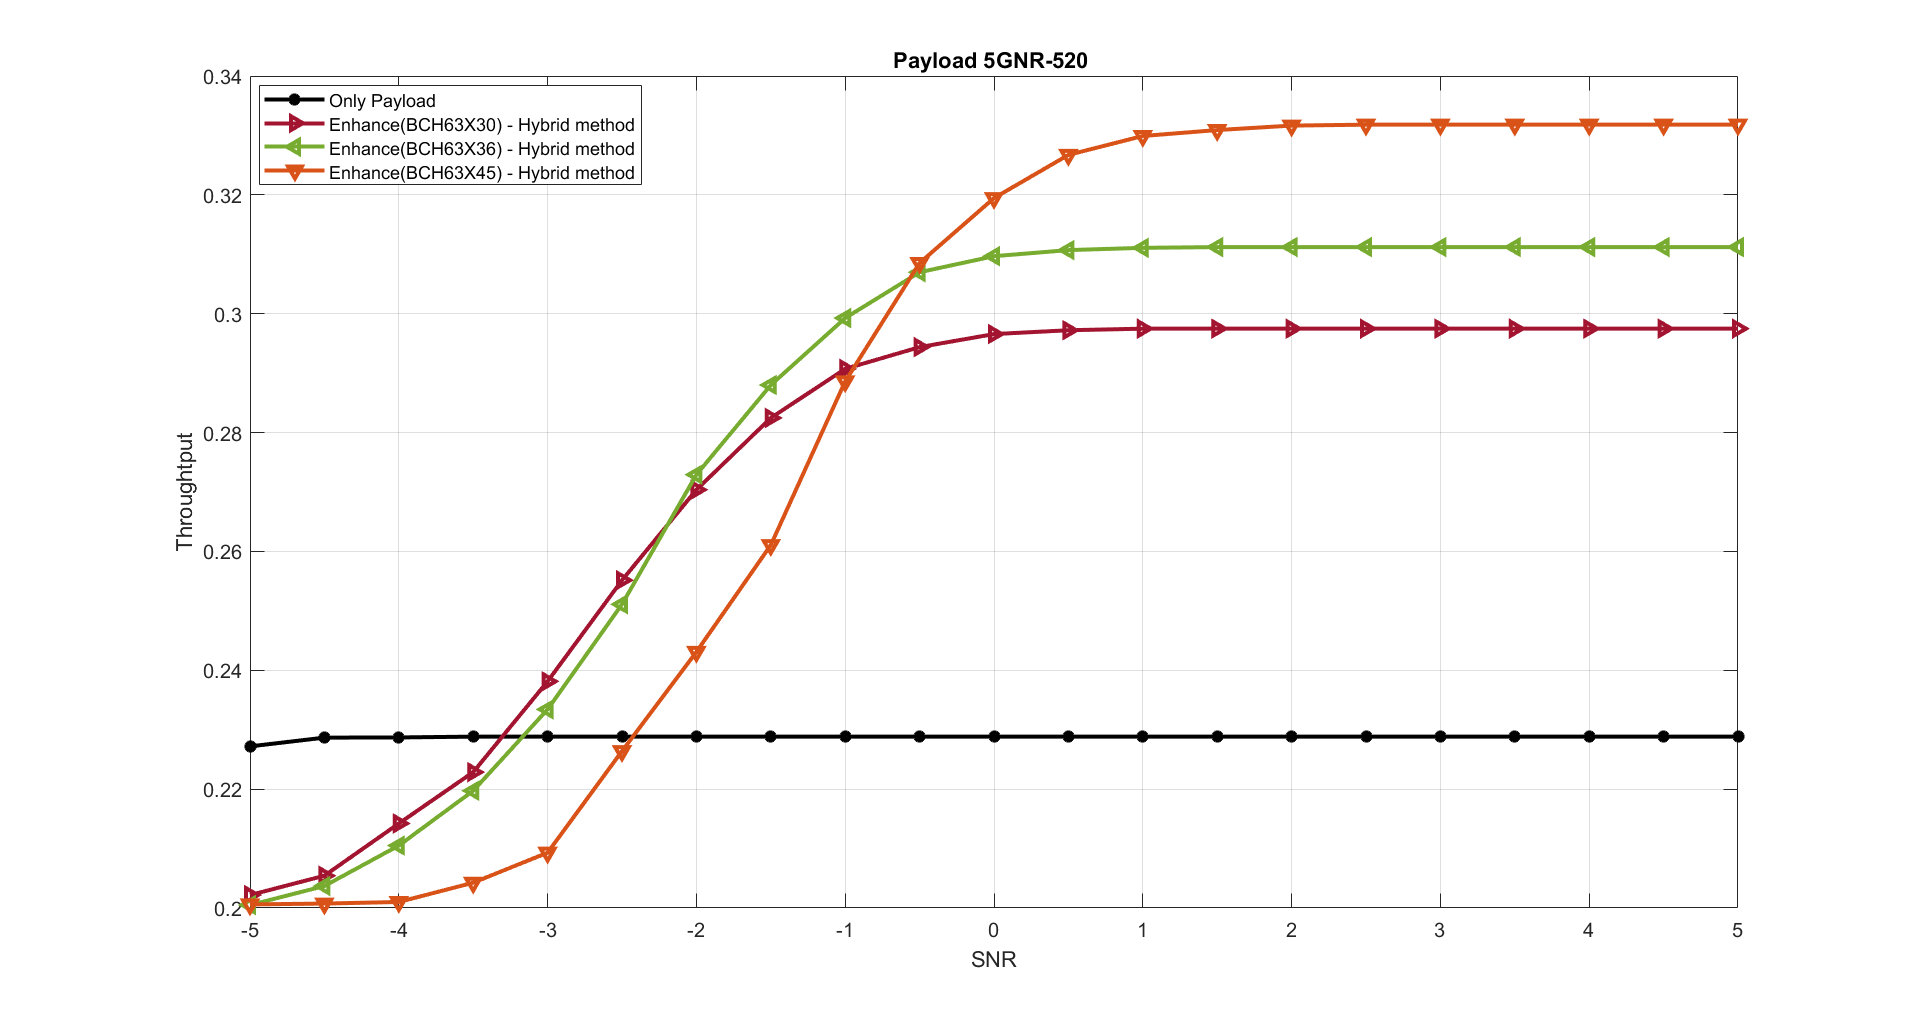 Payload 5GNR-520
0.34
Only Payload
Enhance(BCH63X30) - Hybrid method
Enhance(BCH63X36) - Hybrid method
Enhance(BCH63X45) - Hybrid method
0.32
0.3
0.28
0.26
0.24
0.22
0.2
Throughtput
-5 -4 -3 -2 -1 0 1 2 3 4 5
SNR